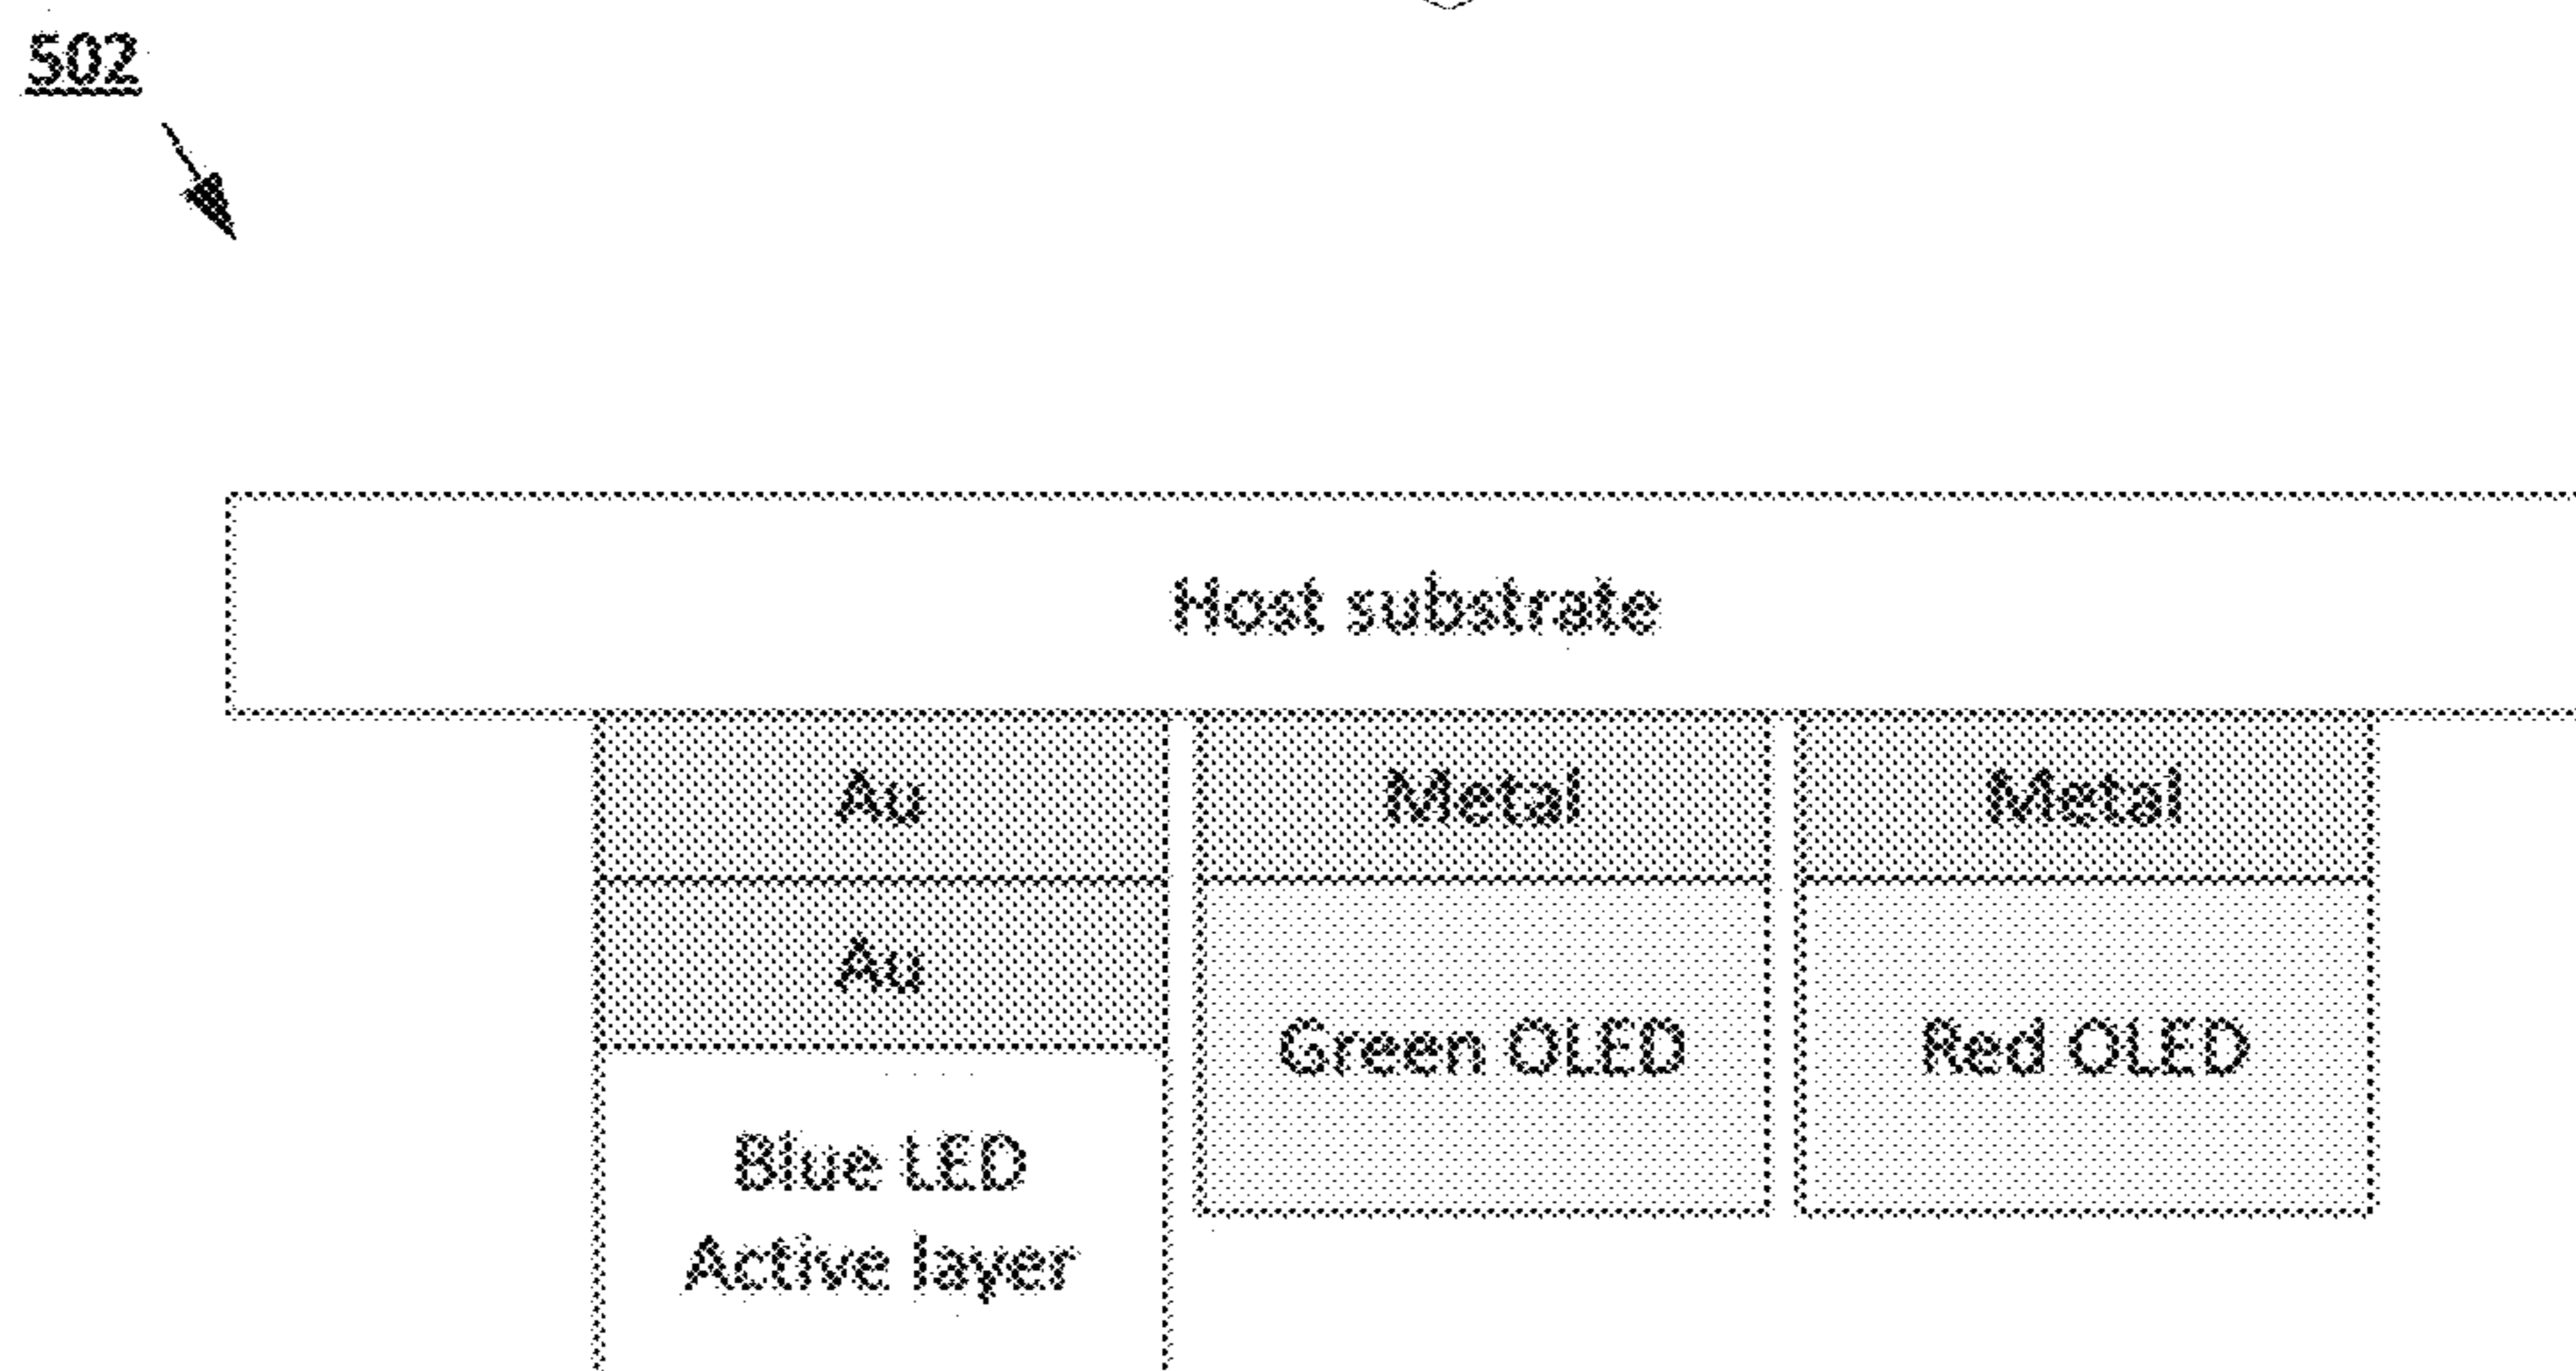 502
Host substrate
Au
Metal
Metal
Au
Green OLED
Red OLED
Blue LED
Active layer